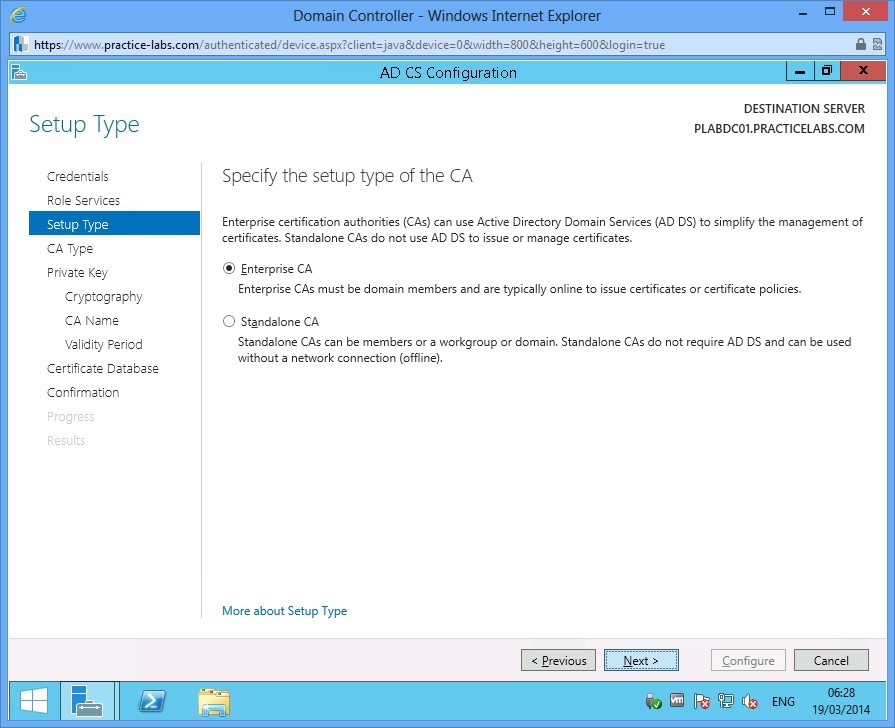 Domain Controller - Windows Internet Explorer
https://www.practice-labs.com/authenticated/device.aspx?client=java&device=0&width=800&height=600&login=true
AD CS Configuration
Setup Type
DESTINATION SERVER
PLABDC01.PRACTICELABS.COM
Credentials
Role Services
Setup Type
CA Type
Private Key
Cryptography
CA Name
Validity Period
Certificate Database
Confirmation
Progress
Results
Specify the setup type of the CA
Enterprise certification authorities (CAs) can use Active Directory Domain Services (AD DS) to simplify the management of
certificates. Standalone CAs do not use AD DS to issue or manage certificates.
Enterprise CA
Enterprise CAs must be domain members and are typically online to issue certificates or certificate policies.
Standalone CA
Standalone CAs can be members or a workgroup or domain. Standalone CAs do not require AD DS and can be used
without a network connection (offline).
More about Setup Type
< Previous
Next >
Configure
Cancel
ENG
06:28
19/03/2014